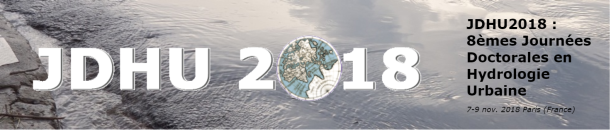 JDHU 2018
JDHU2018 :
8èmes Journées
Doctorales en
Hydrologie
Urbaine
7-9 nov. 2018 Paris (France)